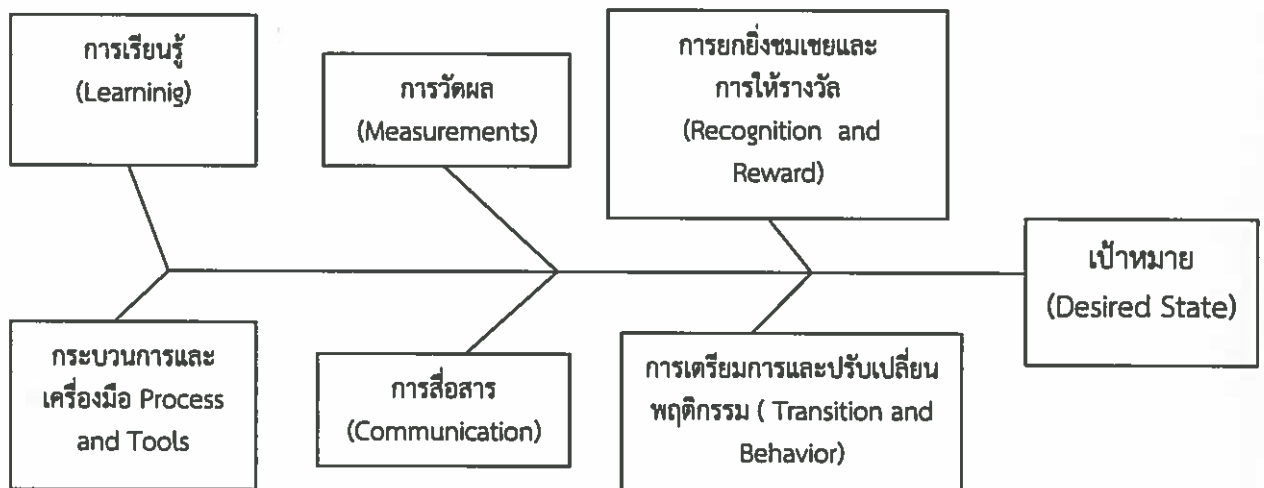 การเรียนรู้
(Learninig)
การวัดผล
(Measurements)
การยกยิ่งชมเชยและ
การให้รางวัล
(Recognition and
Reward)
เป้าหมาย
(Desired State)
กระบวนการและ
เครื่องมือ Process
and Tools
การสื่อสาร
(Communication)
การเตรียมการและปรับเปลี่ยน
พฤติกรรม ( Transition and
Behavior)